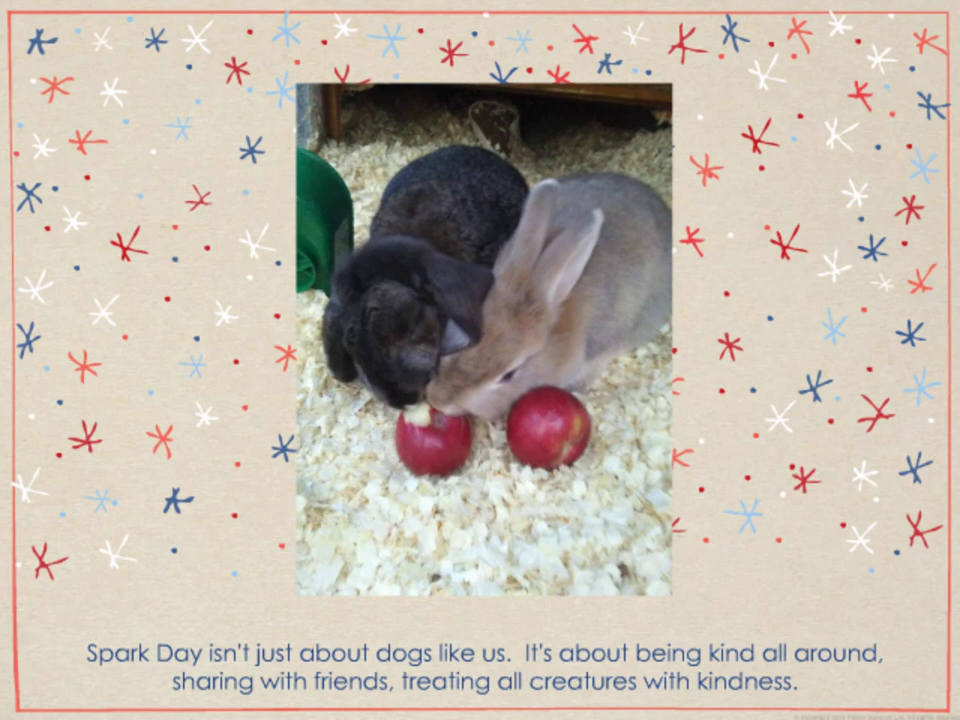 Spark Day isn't just about dogs like us. It's about being kind all around,
sharing with friends, treating all creatures with kindness.